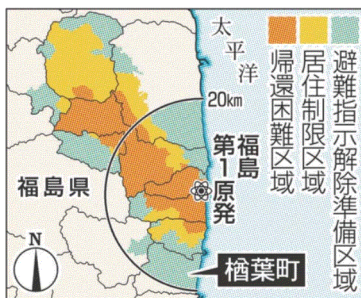 避難指示解除準備区域
居住制限区域
帰還困難区域
太平洋
20km
福島
第1原発
福島県
N
楢葉町